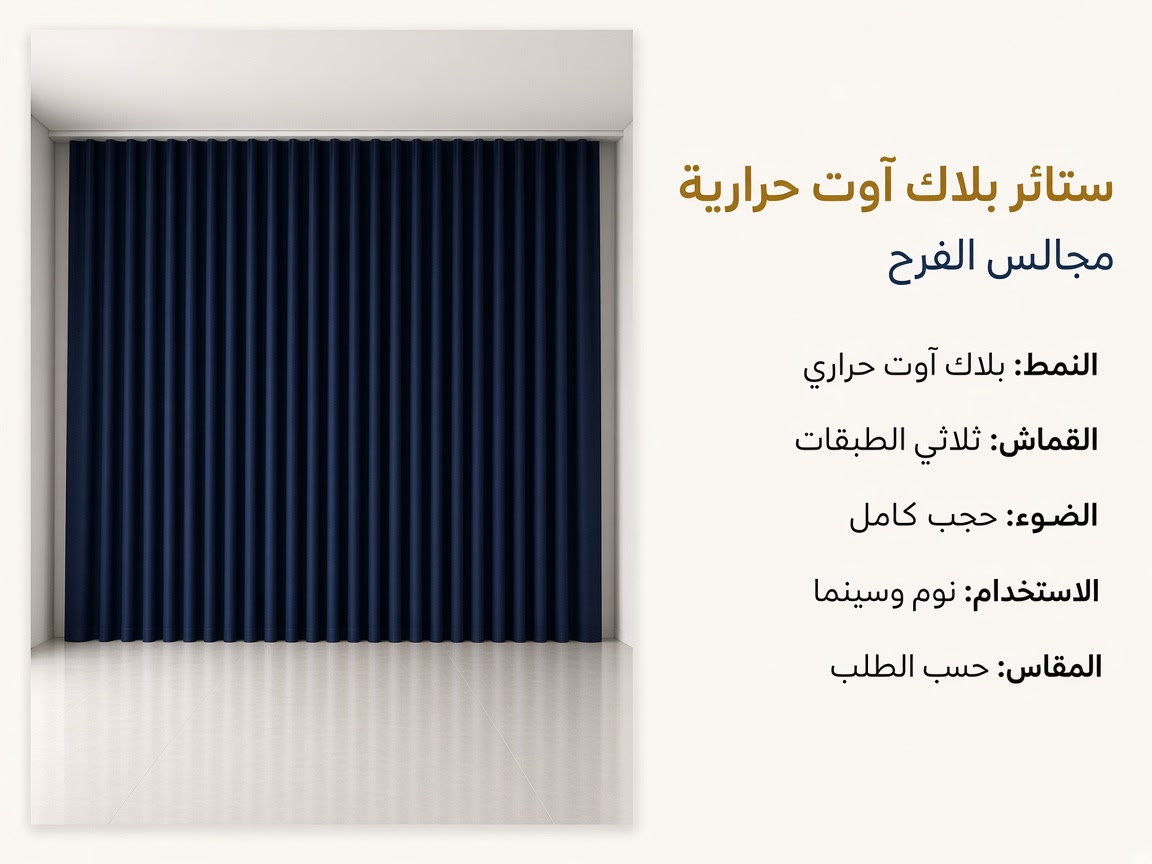 ستائر بلاك آوت حرارية
مجالس الفرح
النمط: بلاك آوت حراري
القماش: ثلاثي الطبقات
الضوء: حجب كامل
الاستخدام: نوم وسينما
المقاس: حسب الطلب